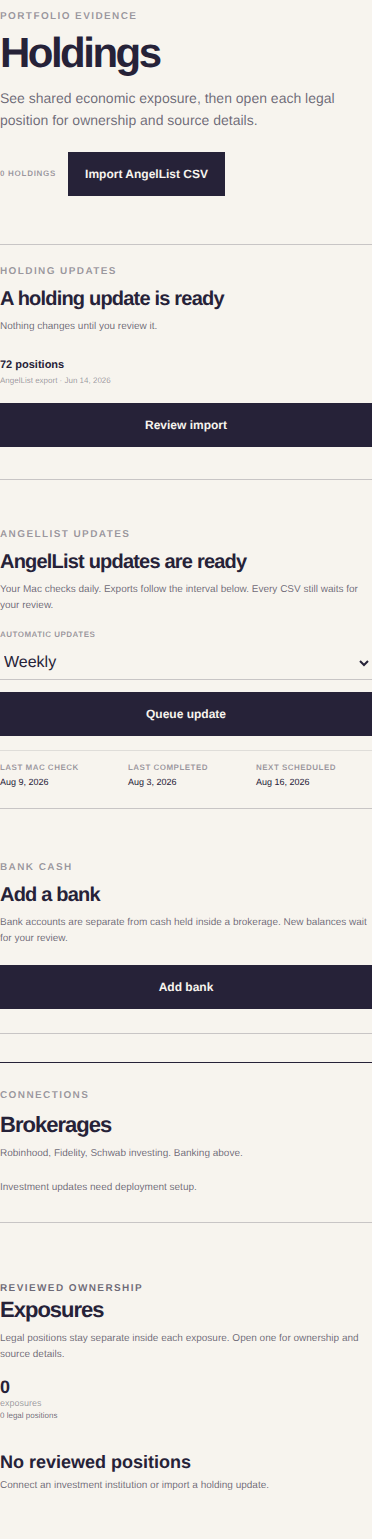 PORTFOLIO EVIDENCE
Holdings
See shared economic exposure, then open each legal
position for ownership and source details.
0 HOLDINGS
Import AngelList CSV
HOLDING UPDATES
A holding update is ready
Nothing changes until you review it.
72 positions
AngelList export · Jun 14, 2026
Review import
ANGELLIST UPDATES
AngelList updates are ready
Your Mac checks daily. Exports follow the interval below. Every CSV still waits for
your review.
AUTOMATIC UPDATES
Weekly
Queue update
LAST MAC CHECK
Aug 9, 2026
LAST COMPLETED
Aug 3, 2026
NEXT SCHEDULED
Aug 16, 2026
BANK CASH
Add a bank
Bank accounts are separate from cash held inside a brokerage. New balances wait
for your review.
Add bank
CONNECTIONS
Brokerages
Robinhood, Fidelity, Schwab investing. Banking above.
Investment updates need deployment setup.
REVIEWED OWNERSHIP
Exposures
Legal positions stay separate inside each exposure. Open one for ownership and
source details.
0
exposures
0 legal positions
No reviewed positions
Connect an investment institution or import a holding update.